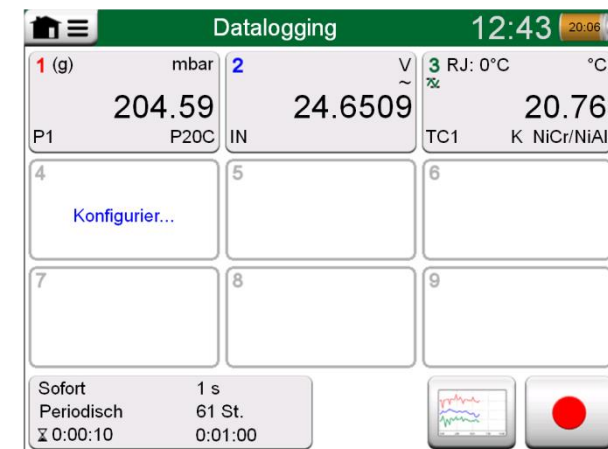 Datalogging 12:43 20:06
1 (g) mbar
204.59
P1 P20C
2 V
~
24.6509
IN
3 RJ: 0°C °C
20.76
TC1 K NiCr/NiAl
4
Konfigurier...
5
6
7
8
9
Sofort 1 s
Periodisch 61 St.
0:00:10 0:01:00